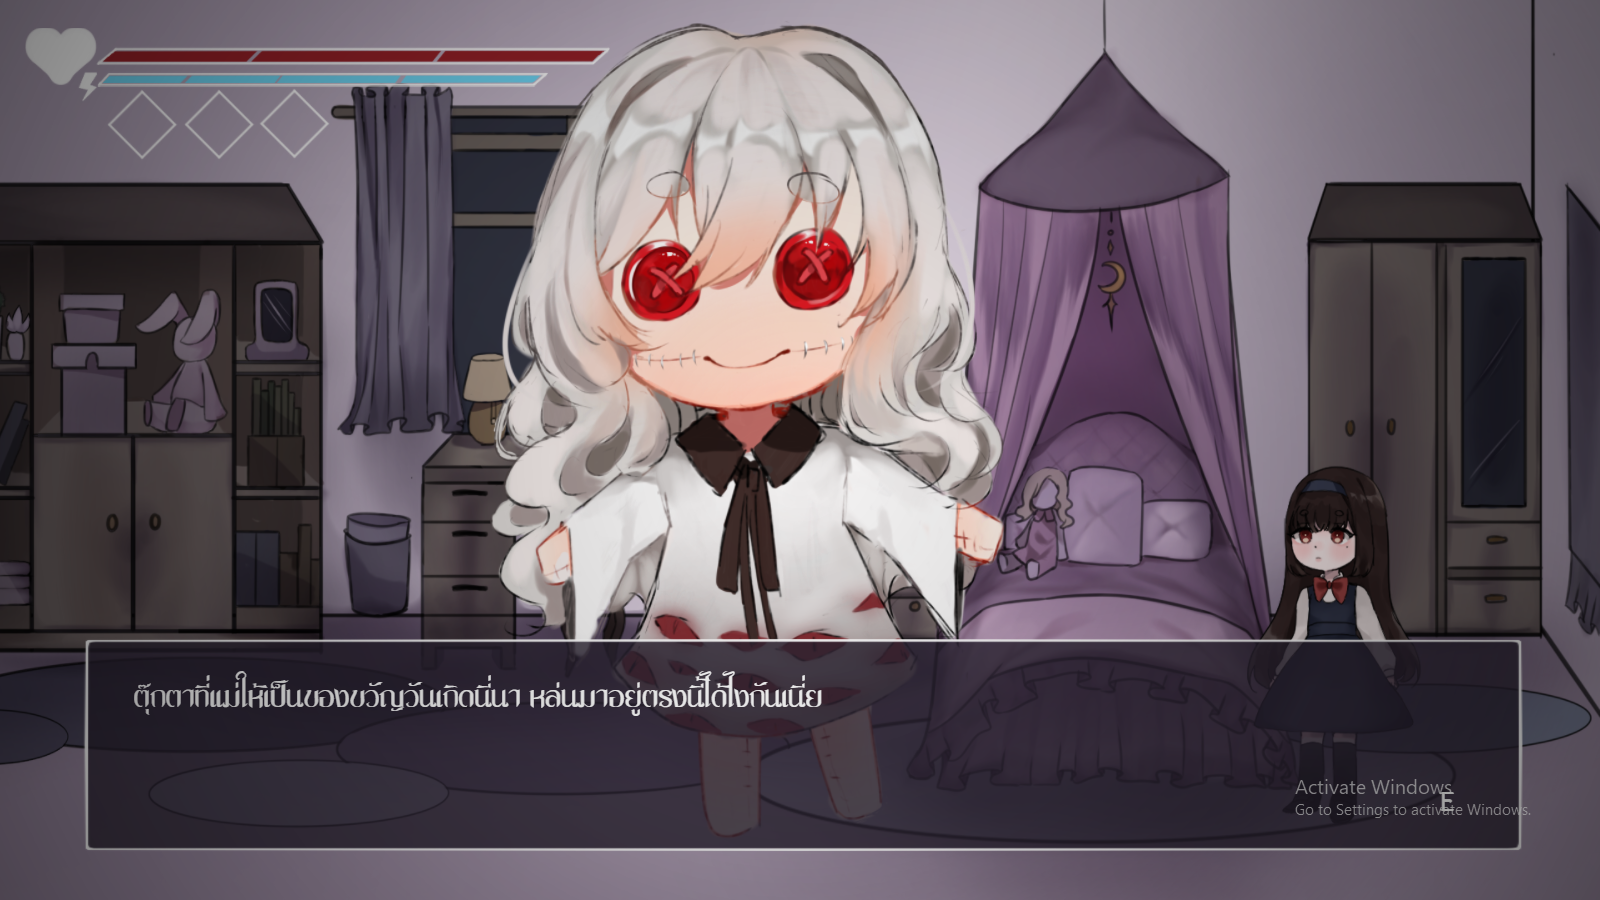 ตุ๊กตาที่แม่ให้เป็นของขวัญวันเกิดนี่นา หล่นมาอยู่ตรงนี้ได้ไงกันเนี่ย
Activate Windows
E
Go to Settings to activate Windows.